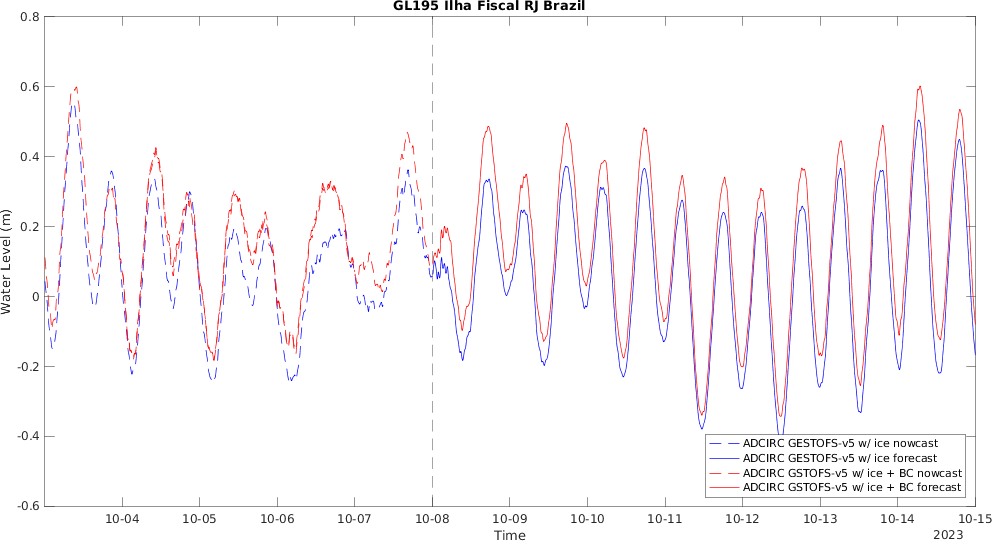 GL195 Ilha Fiscal RJ Brazil
0.8
0.6
0.4
0.2
0
-0.2
-0.4
-0.6
Water Level (m)
ADCIRC GESTOFS-v5 w/ ice nowcast
ADCIRC GESTOFS-v5 w/ ice forecast
ADCIRC GSTOFS-v5 w/ ice + BC nowcast
ADCIRC GSTOFS-v5 w/ ice + BC forecast
10-04 10-05 10-06 10-07 10-08 10-09 10-10 10-11 10-12 10-13 10-14 10-15
Time
2023